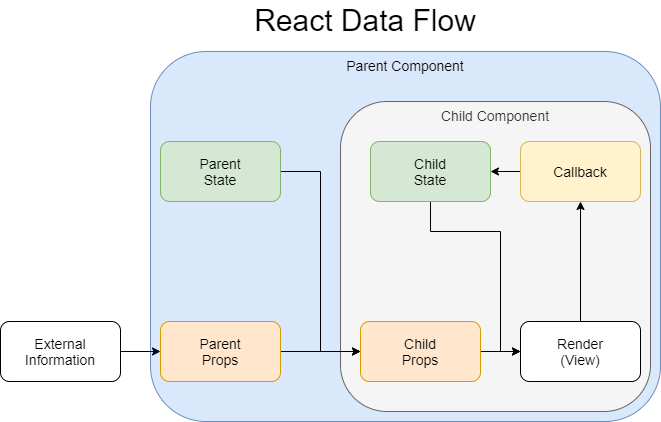 React Data Flow
Parent Component
Child Component
Parent
State
Child
State
Callback
External
Information
Parent
Props
Child
Props
Render
(View)